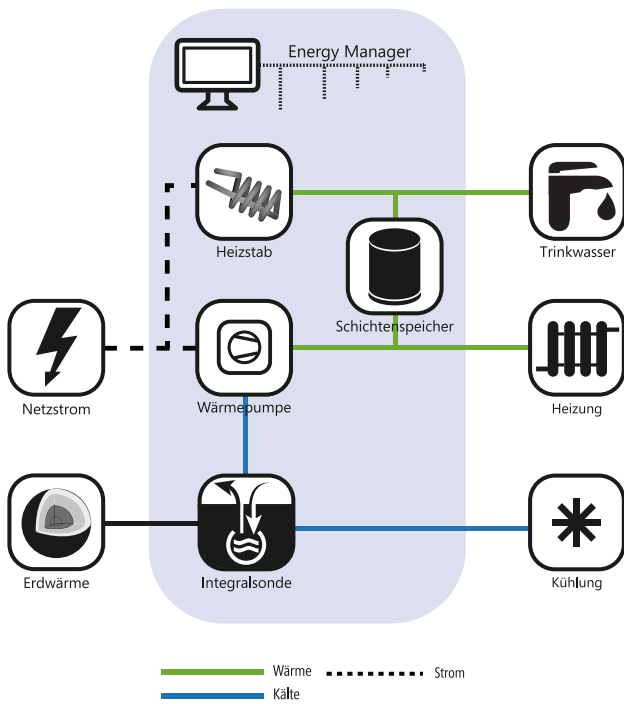 Energy Manager
Heizstab
Trinkwasser
Schichtenspeicher
Netzstrom
Wärmepumpe
Heizung
Erdwärme
Integralsonde
Kühlung
Wärme
Strom
Kälte